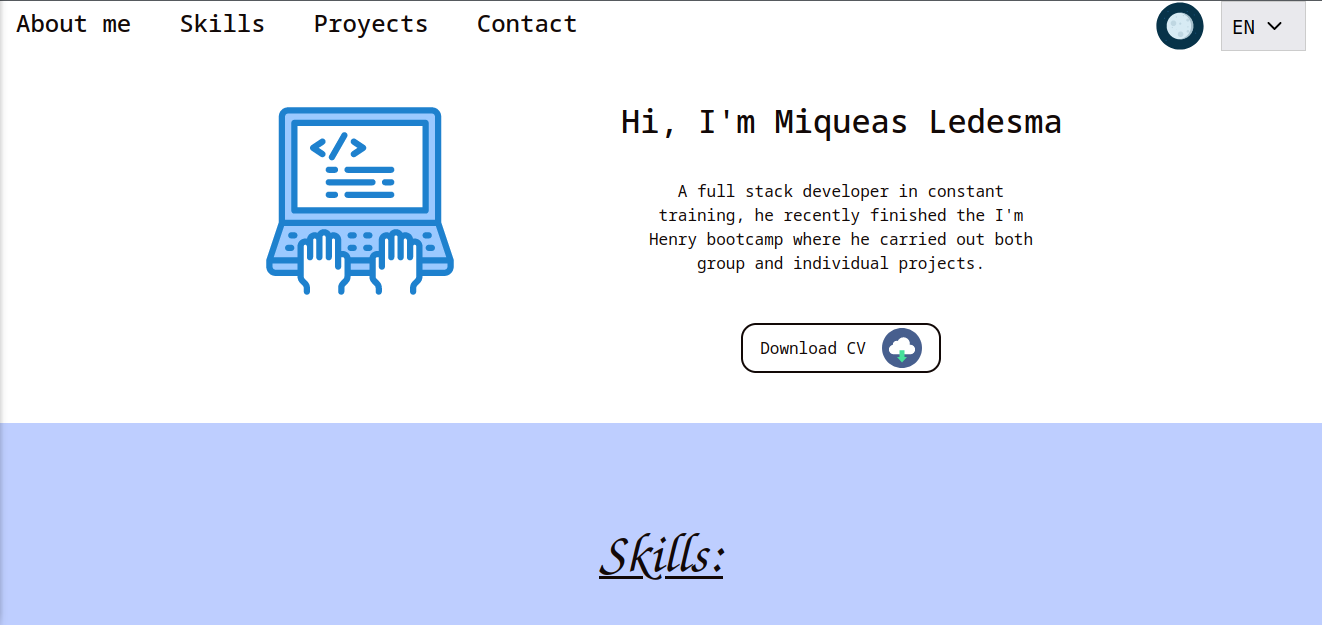 About me Skills Proyects Contact EN
</>
Hi, I'm Miqueas Ledesma
A full stack developer in constant
training, he recently finished the I'm
Henry bootcamp where he carried out both
group and individual projects.
Download CV
Skills: